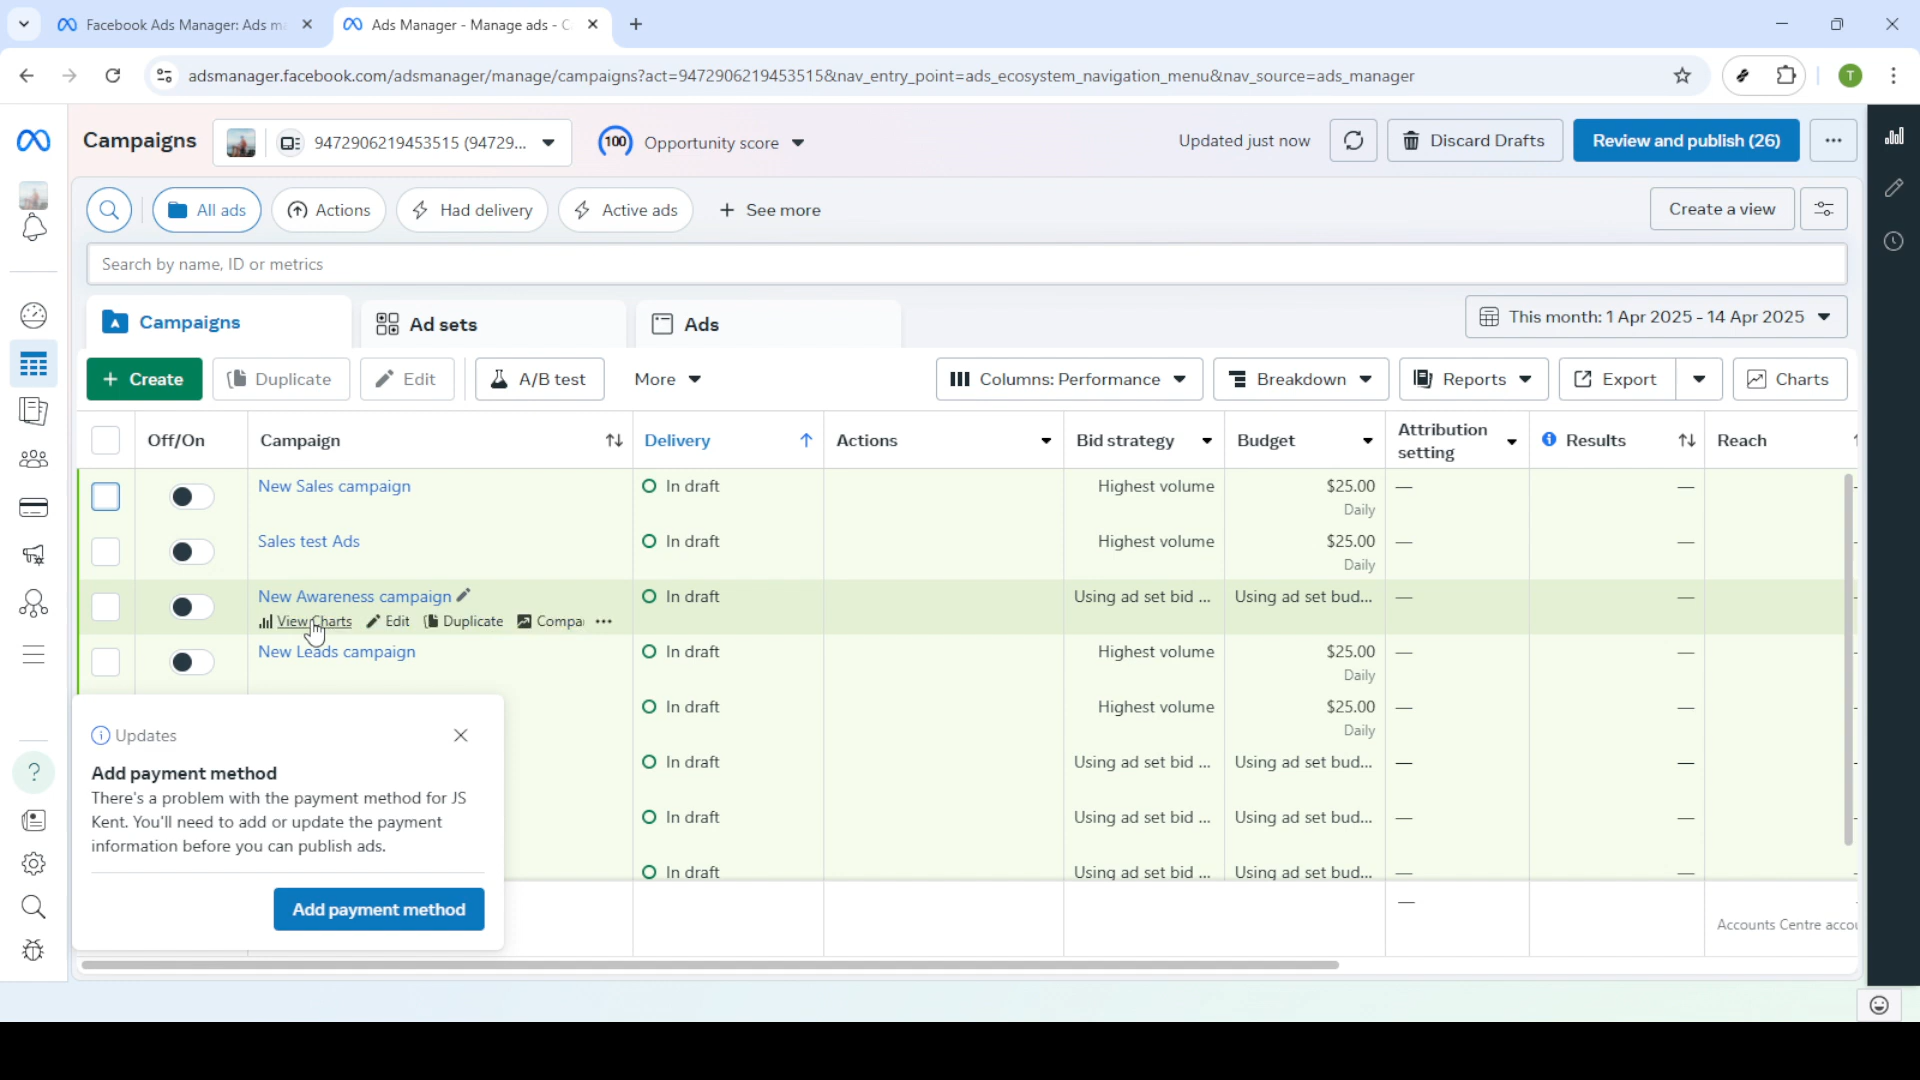 Facebook Ads Manager: Ads ma
Ads Manager - Manage ads - C
adsmanager.facebook.com/adsmanager/manage/campaigns?act=9472906219453515&nav_entry_point=ads_ecosystem_navigation_menu&nav_source=ads_manager
T
Campaigns
9472906219453515 (94729...
100
Opportunity score
Updated just now
Discard Drafts
Review and publish (26)
All ads
Actions
Had delivery
Active ads
+ See more
Create a view
Search by name, ID or metrics
Campaigns
Ad sets
Ads
This month: 1 Apr 2025 - 14 Apr 2025
+ Create
Duplicate
Edit
A/B test
More
Columns: Performance
Breakdown
Reports
Export
Charts
Off/On
Campaign
Delivery
Actions
Bid strategy
Budget
Attribution
setting
Results
Reach
New Sales campaign
In draft
Highest volume
$25.00
Daily
—
—
Sales test Ads
In draft
Highest volume
$25.00
Daily
—
—
New Awareness campaign
View Charts
Edit
Duplicate
Compa
...
In draft
Using ad set bid ...
Using ad set bud...
—
—
New Leads campaign
In draft
Highest volume
$25.00
Daily
—
—
In draft
Highest volume
$25.00
Daily
—
—
In draft
Using ad set bid ...
Using ad set bud...
—
—
In draft
Using ad set bid ...
Using ad set bud...
—
—
In draft
Using ad set bid ...
Using ad set bud...
—
—
—
Accounts Centre accou
Updates
Add payment method
There's a problem with the payment method for JS
Kent. You'll need to add or update the payment
information before you can publish ads.
Add payment method